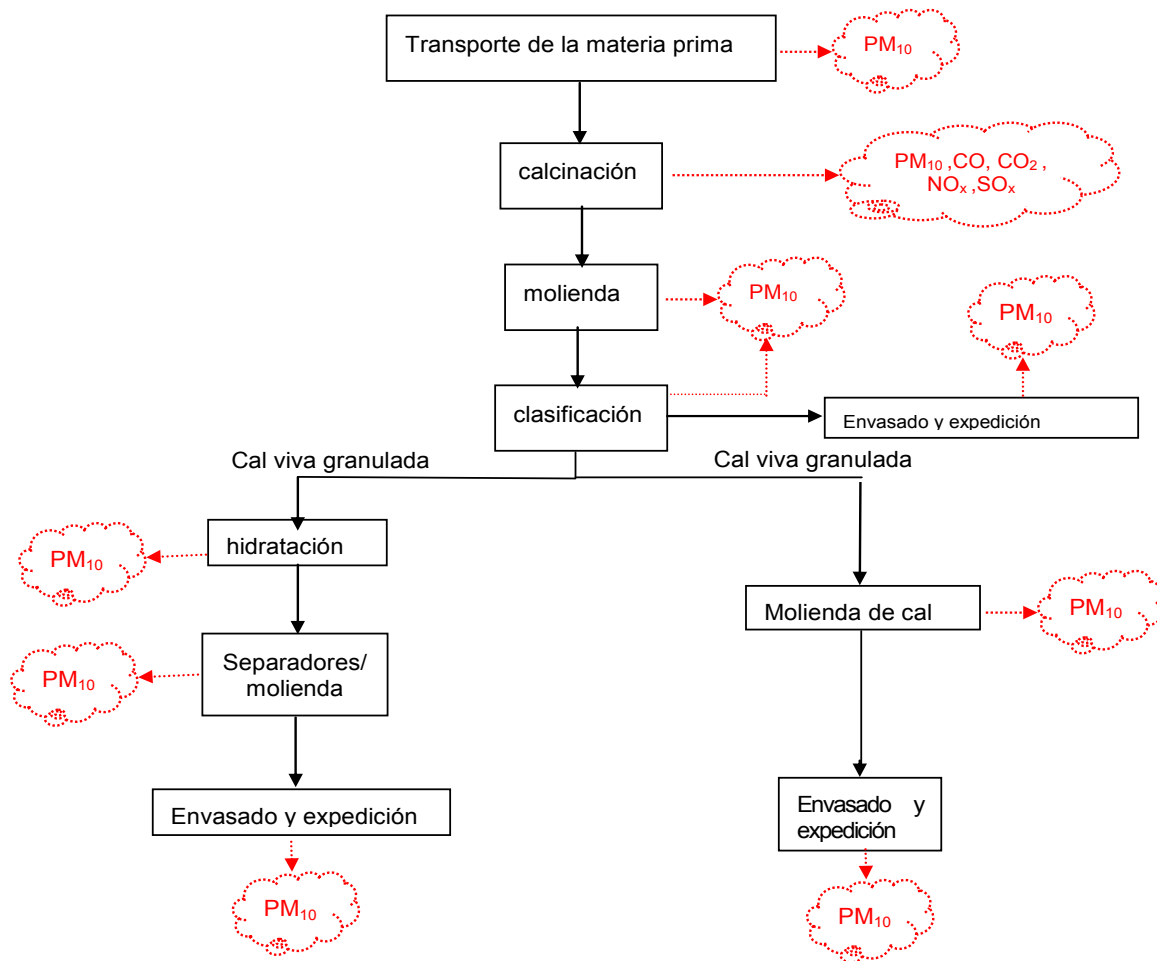 Transporte de la materia prima
PM₁₀
calcinación
PM₁₀ ,CO, CO₂ ,
NOₓ ,SOₓ
molienda
PM₁₀
PM₁₀
clasificación
Envasado y expedición
Cal viva granulada
Cal viva granulada
hidratación
PM₁₀
Molienda de cal
PM₁₀
Separadores/
molienda
PM₁₀
Envasado y expedición
Envasado y
expedición
PM₁₀
PM₁₀